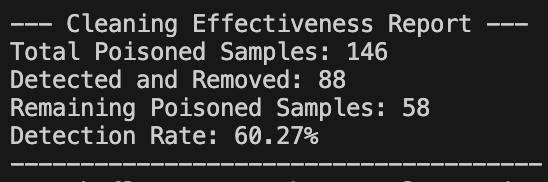 --- Cleaning Effectiveness Report ---
Total Poisoned Samples: 146
Detected and Removed: 88
Remaining Poisoned Samples: 58
Detection Rate: 60.27%
---------------------------------------